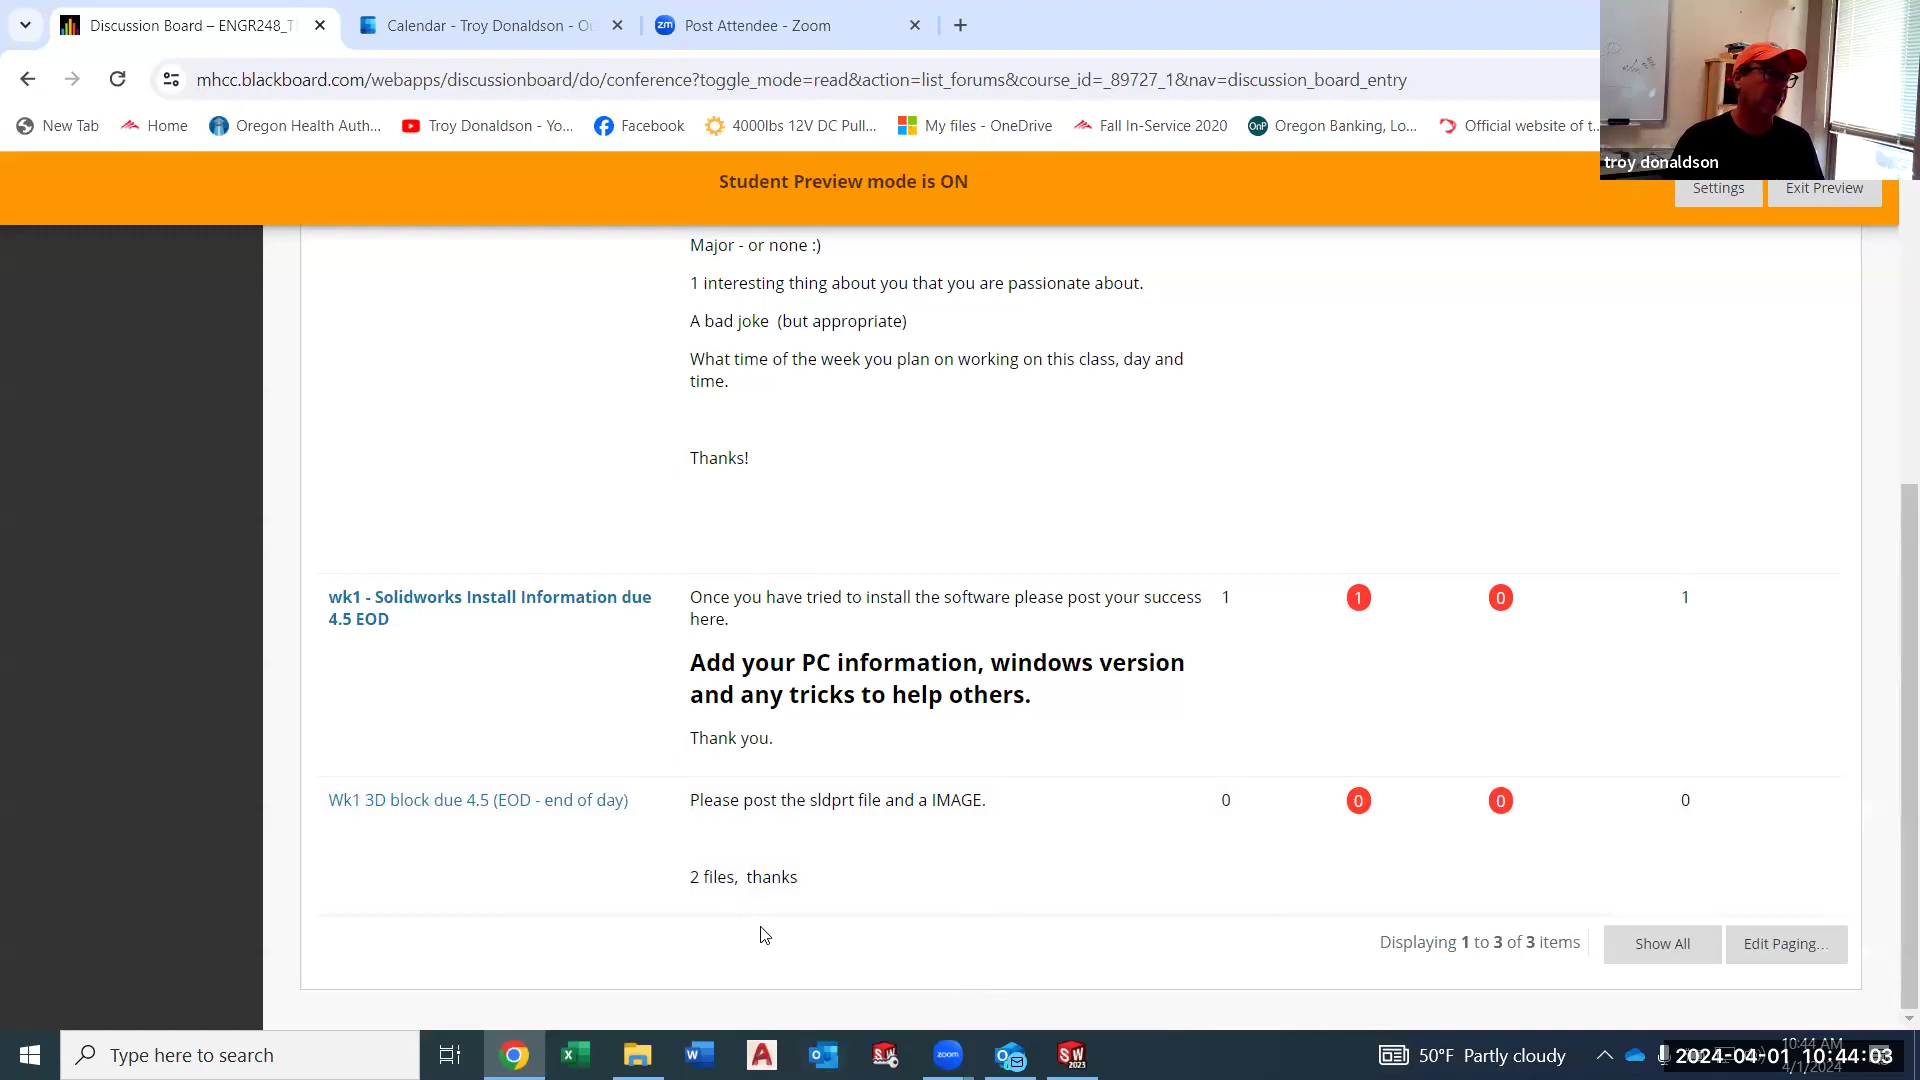 Discussion Board – ENGR248_T
Calendar - Troy Donaldson - Ou
Post Attendee - Zoom
mhcc.blackboard.com/webapps/discussionboard/do/conference?toggle_mode=read&action=list_forums&course_id=_89727_1&nav=discussion_board_entry
New Tab
Home
Oregon Health Auth...
Troy Donaldson - Yo...
Facebook
4000lbs 12V DC Pull...
My files - OneDrive
Fall In-Service 2020
Oregon Banking, Lo...
Official website of t...
troy donaldson
Student Preview mode is ON
Settings
Exit Preview
Major - or none :)
1 interesting thing about you that you are passionate about.
A bad joke (but appropriate)
What time of the week you plan on working on this class, day and
time.
Thanks!
wk1 - Solidworks Install Information due
4.5 EOD
Once you have tried to install the software please post your success
here.
1
1
0
1
Add your PC information, windows version
and any tricks to help others.
Thank you.
Wk1 3D block due 4.5 (EOD - end of day)
Please post the sldprt file and a IMAGE.
0
0
0
0
2 files, thanks
Displaying 1 to 3 of 3 items
Show All
Edit Paging...
Type here to search
50°F Partly cloudy
10:44 AM
4/1/2024
2024-04-01 10:44:03